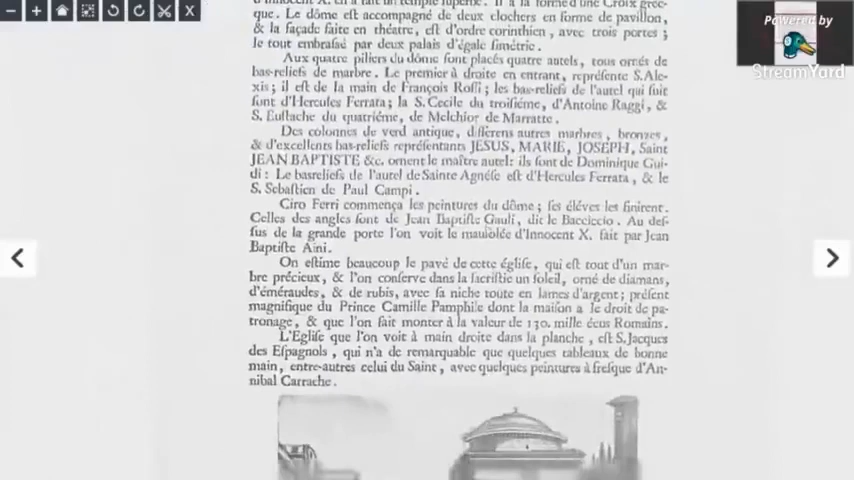 d'Innocent X. en a fait un temple superbe. Il a la forme d'une Croix grec-
que. Le dôme eſt accompagné de deux clochers en forme de pavillon,
& la façade faite en théatre, eſt d'ordre corinthien, avec trois portes ;
le tout embraſé par deux palais d'égale ſimétrie.
Aux quatre piliers du dôme ſont placés quatre autels, tous ornés de
bas-reliefs de marbre. Le premier à droite en entrant, repréſente S. Ale-
xis ; il eſt de la main de François Roſſi ; les bas-reliefs de l'autel qui ſuit
ſont d'Hercules Ferrata ; la S. Cecile du troiſiéme, d'Antoine Raggi, &
S. Euſtache du quatriéme, de Melchior de Marratte.
Des colonnes de verd antique, différens autres marbres, bronzes,
& d'excellents bas-reliefs repréſentants JESUS, MARIE, JOSEPH, Saint
JEAN BAPTISTE &c. ornent le maître autel : ils ſont de Dominique Gui-
di : Le basreliefs de l'autel de Sainte Agnéſe eſt d'Hercules Ferrata, & le
S. Sebaſtien de Paul Campi.
Ciro Ferri commença les peintures du dôme ; ſes éléves les finirent.
Celles des angles ſont de Jean Baptiſte Gauli, dit le Bacciccio. Au deſ-
ſus de la grande porte l'on voit le mauſolée d'Innocent X. fait par Jean
Baptiſte Aini.
On eſtime beaucoup le pavé de cette égliſe, qui eſt tout d'un mar-
bre précieux, & l'on conſerve dans la ſacriſtie un ſoleil, orné de diamans,
d'émeraudes, & de rubis, avec ſa niche toute en lames d'argent ; préſent
magnifique du Prince Camille Pamphile dont la maiſon a le droit de pa-
tronage, & que l'on fait monter à la valeur de 130. mille écus Romains.
L'Egliſe que l'on voit à main droite dans la planche, eſt S. Jacques
des Eſpagnols, qui n'a de remarquable que quelques tableaux de bonne
main, entre-autres celui du Saint, avec quelques peintures à freſque d'An-
nibal Carrache.
Powered by
StreamYard